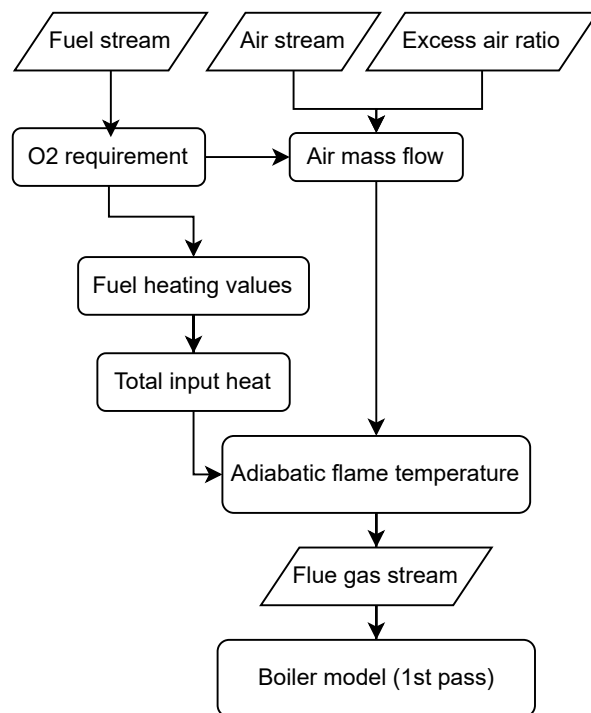 Fuel stream
Air stream
Excess air ratio
O2 requirement
Air mass flow
Fuel heating values
Total input heat
Adiabatic flame temperature
Flue gas stream
Boiler model (1st pass)